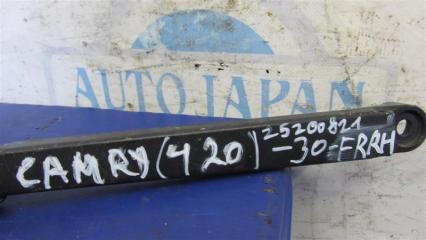 AUTO JAPAN
CAMRY (420) 25200821
-30-FRRH